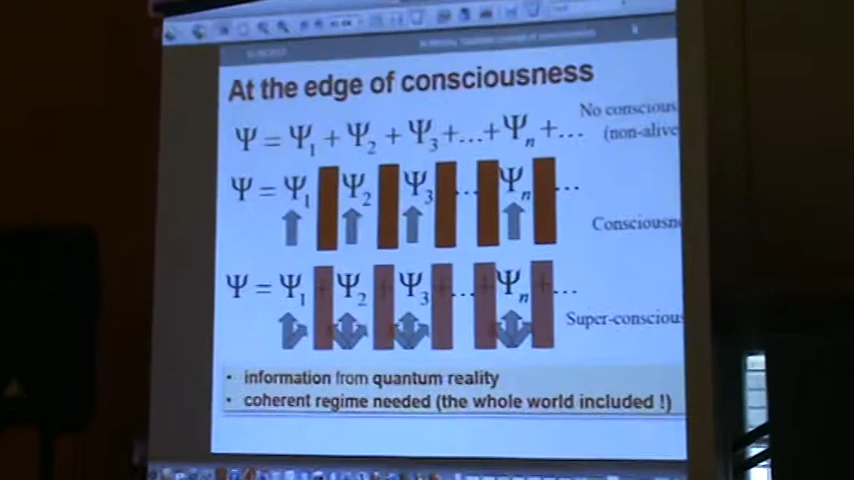 At the edge of consciousness
Ψ = Ψ1 + Ψ2 + Ψ3 +...+ Ψn +...
No conscious
(non-alive
Ψ = Ψ1 Ψ2 Ψ3 ... Ψn ...
Consciousn
Ψ = Ψ1 + Ψ2 + Ψ3 + ... + Ψn + ...
Super-conscious
• information from quantum reality
• coherent regime needed (the whole world included !)